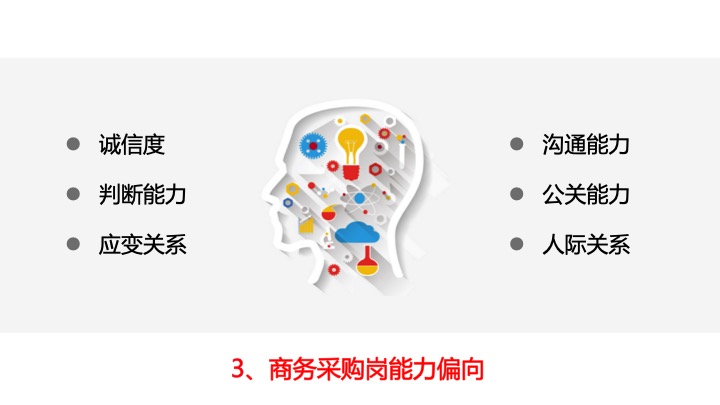 诚信度
判断能力
应变关系
沟通能力
公关能力
人际关系
3、商务采购岗能力偏向